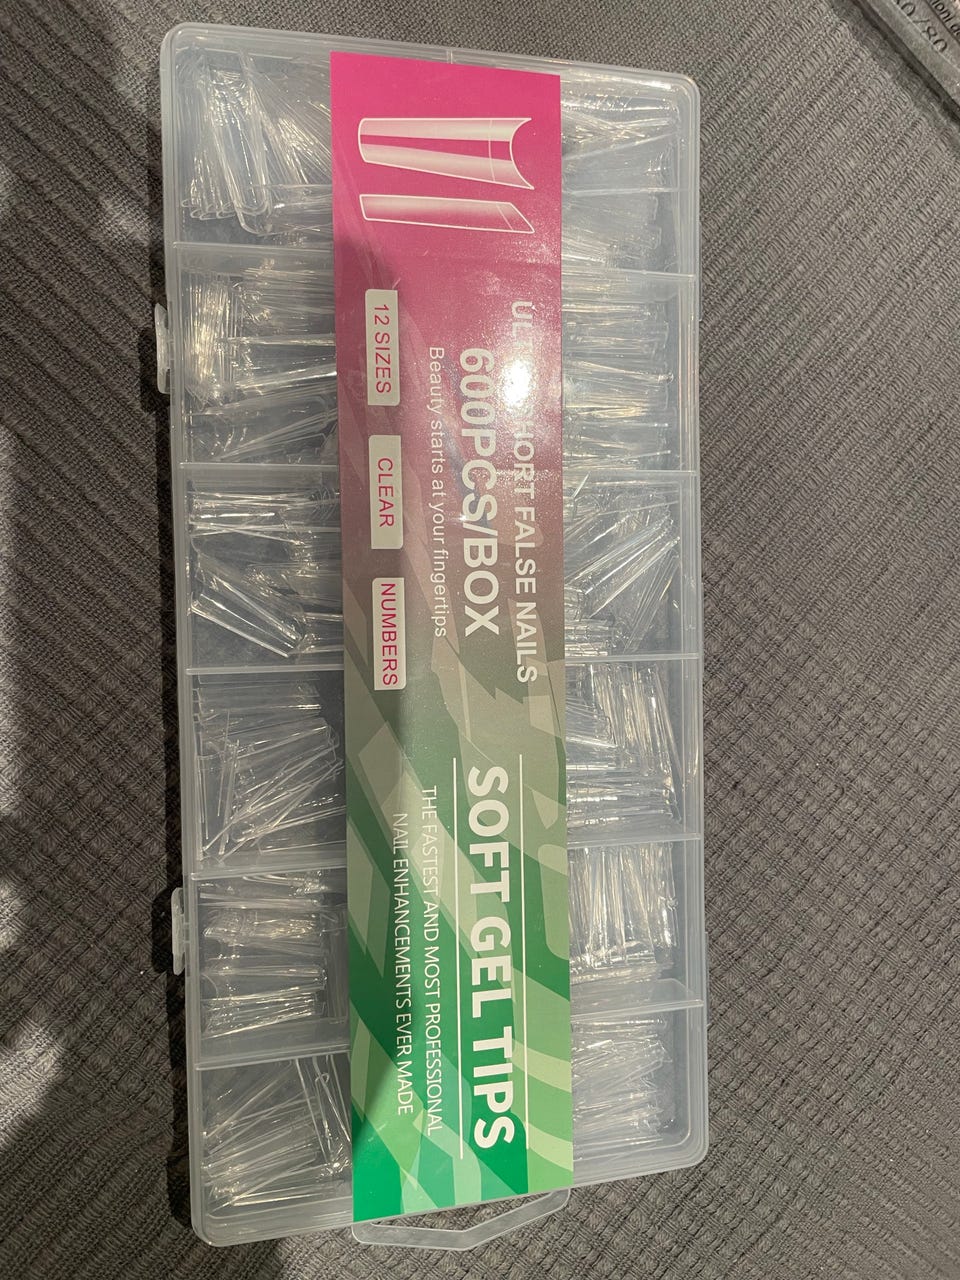 FALSE NAILS
600PCS/BOX
Beauty starts at your fingertips
12 SIZES
CLEAR
NUMBERS
SOFT GEL TIPS
THE FASTEST AND MOST PROFESSIONAL
NAIL ENHANCEMENTS EVER MADE